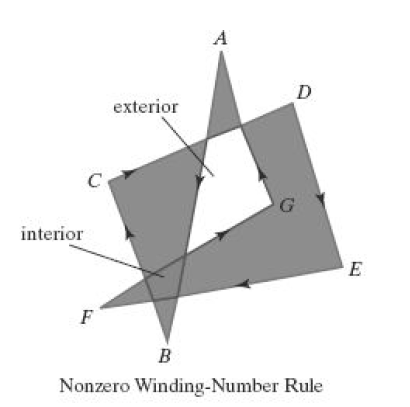 A
D
exterior
C
G
interior
E
F
B
Nonzero Winding-Number Rule